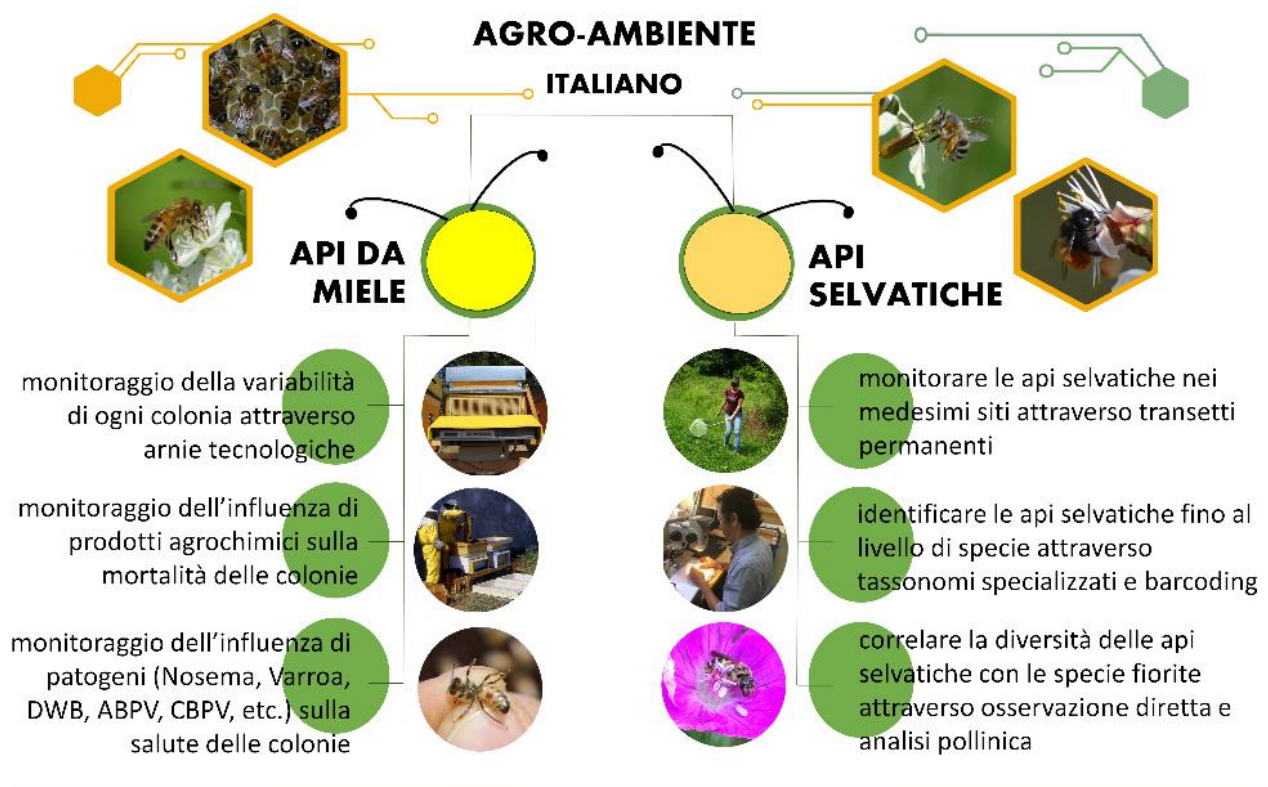 AGRO-AMBIENTE
ITALIANO
API DA
MIELE
monitoraggio della variabilità
di ogni colonia attraverso
arnie tecnologiche
monitoraggio dell'influenza di
prodotti agrochimici sulla
mortalità delle colonie
monitoraggio dell'influenza di
patogeni (Nosema, Varroa,
DWB, ABPV, CBPV, etc.) sulla
salute delle colonie
API
SELVATICHE
monitorare le api selvatiche nei
medesimi siti attraverso transetti
permanenti
identificare le api selvatiche fino al
livello di specie attraverso
tassonomi specializzati e barcoding
correlare la diversità delle api
selvatiche con le specie fiorite
attraverso osservazione diretta e
analisi pollinica